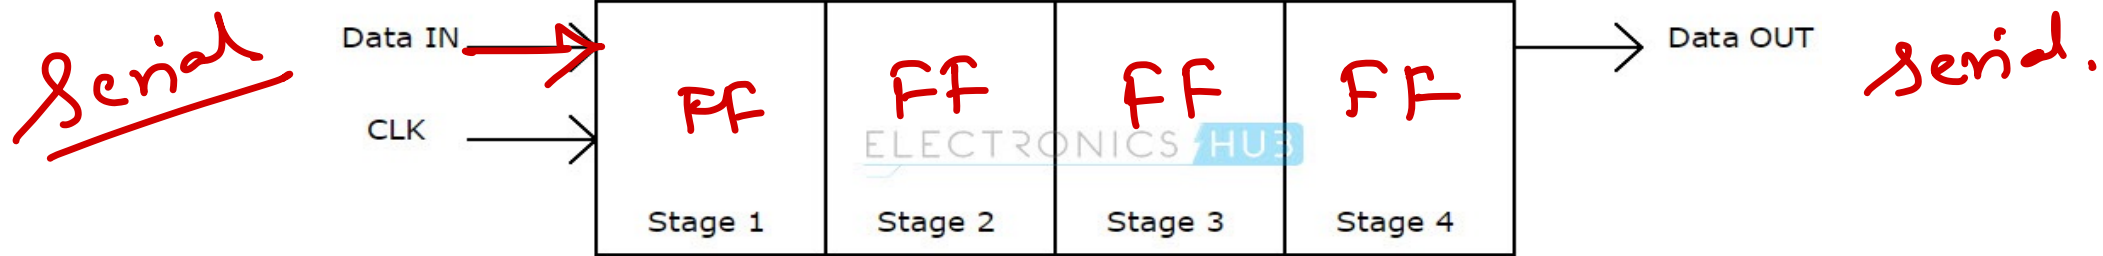 Serial
Data IN
CLK
FF FF FF FF
ELECTRONICS HUB
Stage 1 Stage 2 Stage 3 Stage 4
Data OUT
serial.